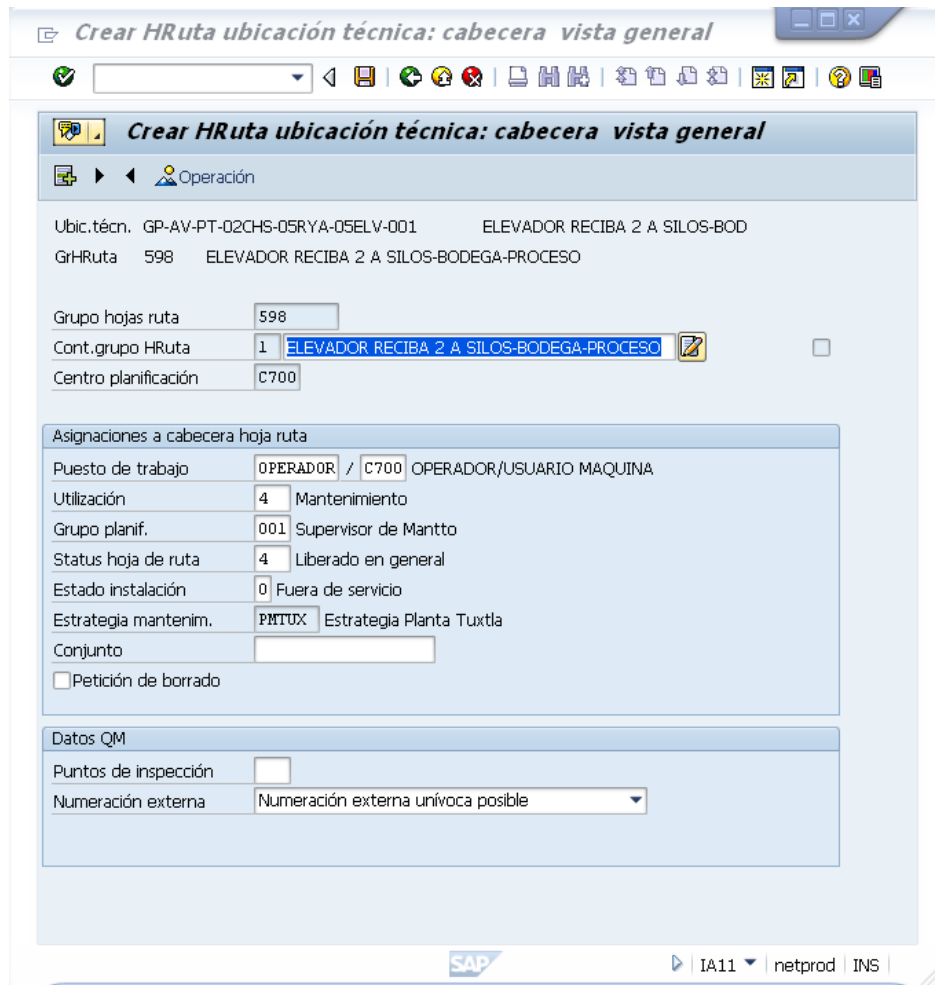 Crear HRuta ubicación técnica: cabecera vista general
Crear HRuta ubicación técnica: cabecera vista general
Operación
Ubic.técn. GP-AV-PT-02CHS-05RYA-05ELV-001 ELEVADOR RECIBA 2 A SILOS-BOD
GrHRuta 598 ELEVADOR RECIBA 2 A SILOS-BODEGA-PROCESO
Grupo hojas ruta 598
Cont.grupo HRuta 1 ELEVADOR RECIBA 2 A SILOS-BODEGA-PROCESO
Centro planificación C700
Asignaciones a cabecera hoja ruta
Puesto de trabajo OPERADOR / C700 OPERADOR/USUARIO MAQUINA
Utilización 4 Mantenimiento
Grupo planif. 001 Supervisor de Mantto
Status hoja de ruta 4 Liberado en general
Estado instalación 0 Fuera de servicio
Estrategia mantenim. PMTUX Estrategia Planta Tuxtla
Conjunto
Petición de borrado
Datos QM
Puntos de inspección
Numeración externa Numeración externa unívoca posible
SAP IA11 netprod INS